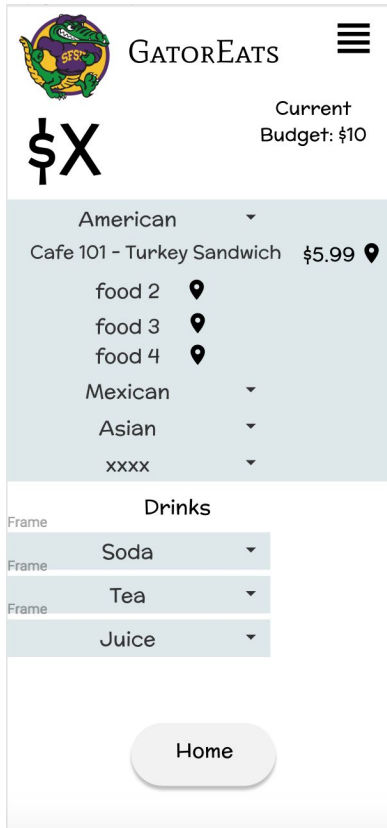 SFSU
GATOREATS
Current
Budget: $10
$X
American
Cafe 101 - Turkey Sandwich $5.99
food 2
food 3
food 4
Mexican
Asian
xxxx
Drinks
Frame
Soda
Frame
Tea
Frame
Juice
Home